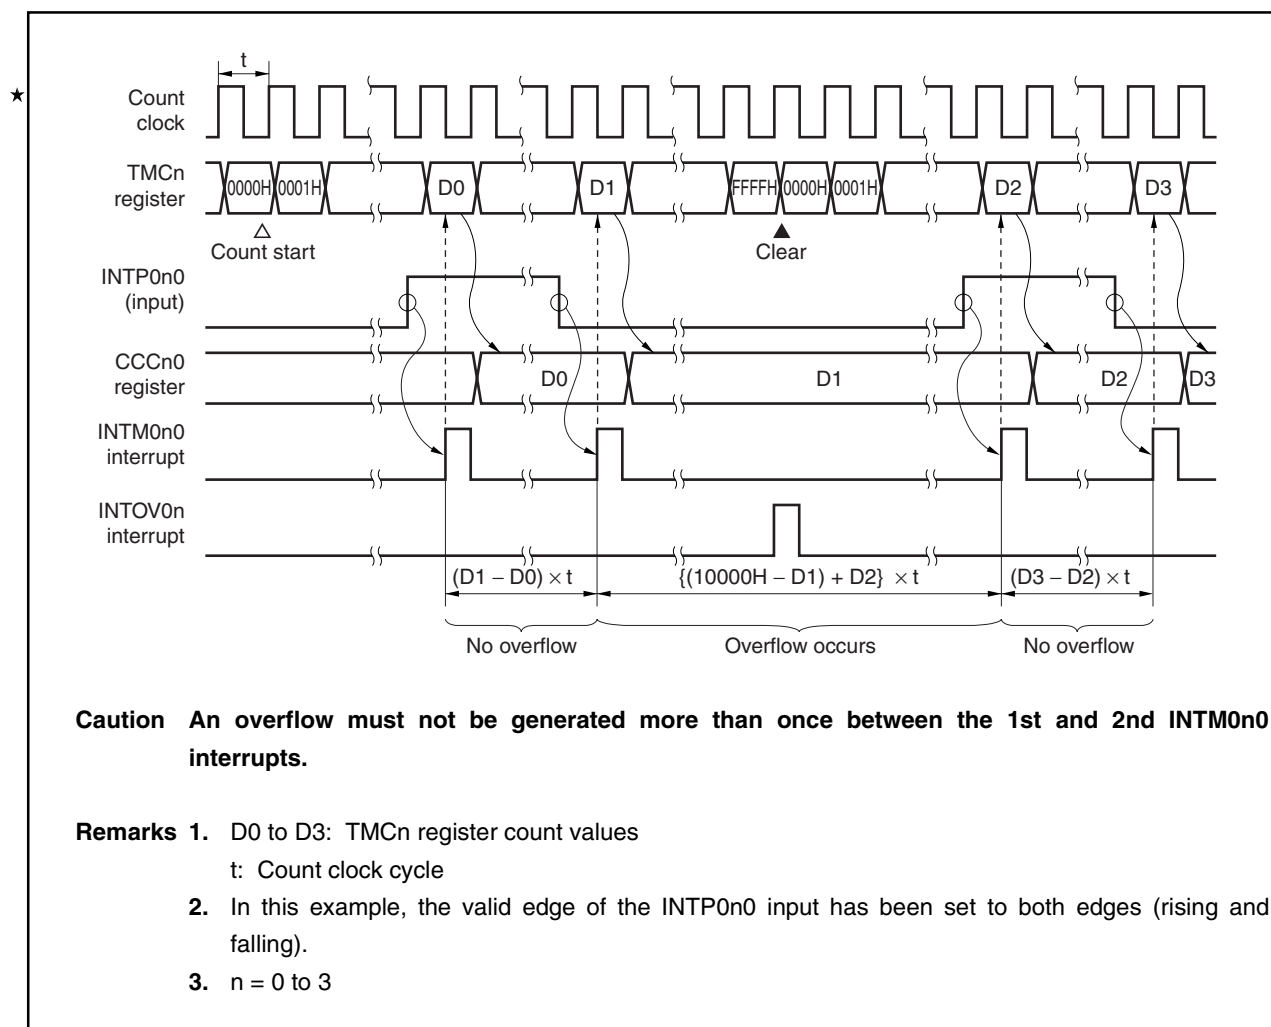 t
★
Count
clock
TMCn
register
0000H 0001H D0 D1 FFFFH 0000H 0001H D2 D3
Count start
Clear
INTP0n0
(input)
CCCn0
register
D0 D1 D2 D3
INTM0n0
interrupt
INTOV0n
interrupt
(D1 – D0) × t {(10000H – D1) + D2} × t (D3 – D2) × t
No overflow Overflow occurs No overflow
Caution An overflow must not be generated more than once between the 1st and 2nd INTM0n0
interrupts.
Remarks 1. D0 to D3: TMCn register count values
t: Count clock cycle
2. In this example, the valid edge of the INTP0n0 input has been set to both edges (rising and
falling).
3. n = 0 to 3